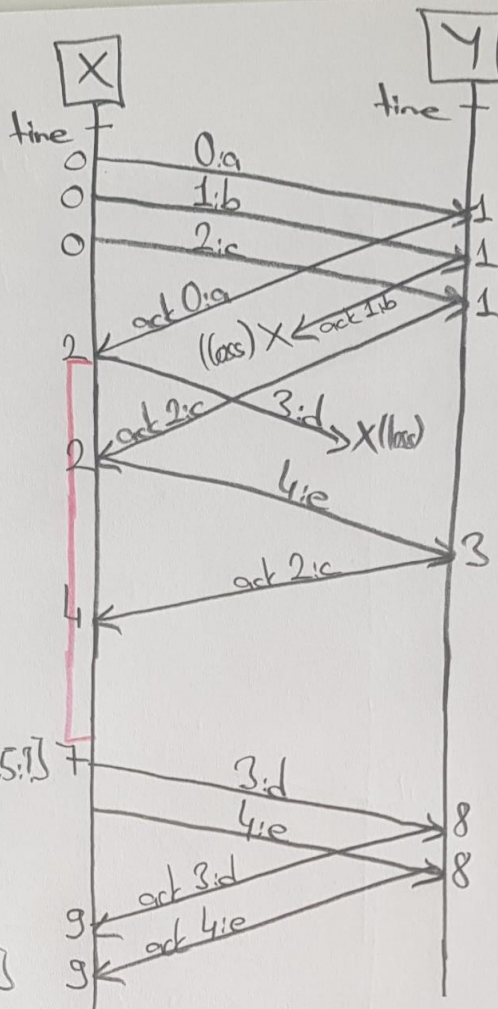 X Y
time time
0 0:a
0 1:b 1
0 2:c 1
1
ack 0:a
(loss) X ack 1:b
2
ack 2:c 3:d X(loss)
2
4:e
3
ack 2:c
4
5:1] 7
3:d
4:e 8
8
ack 3:d
9 ack 4:e
] 9